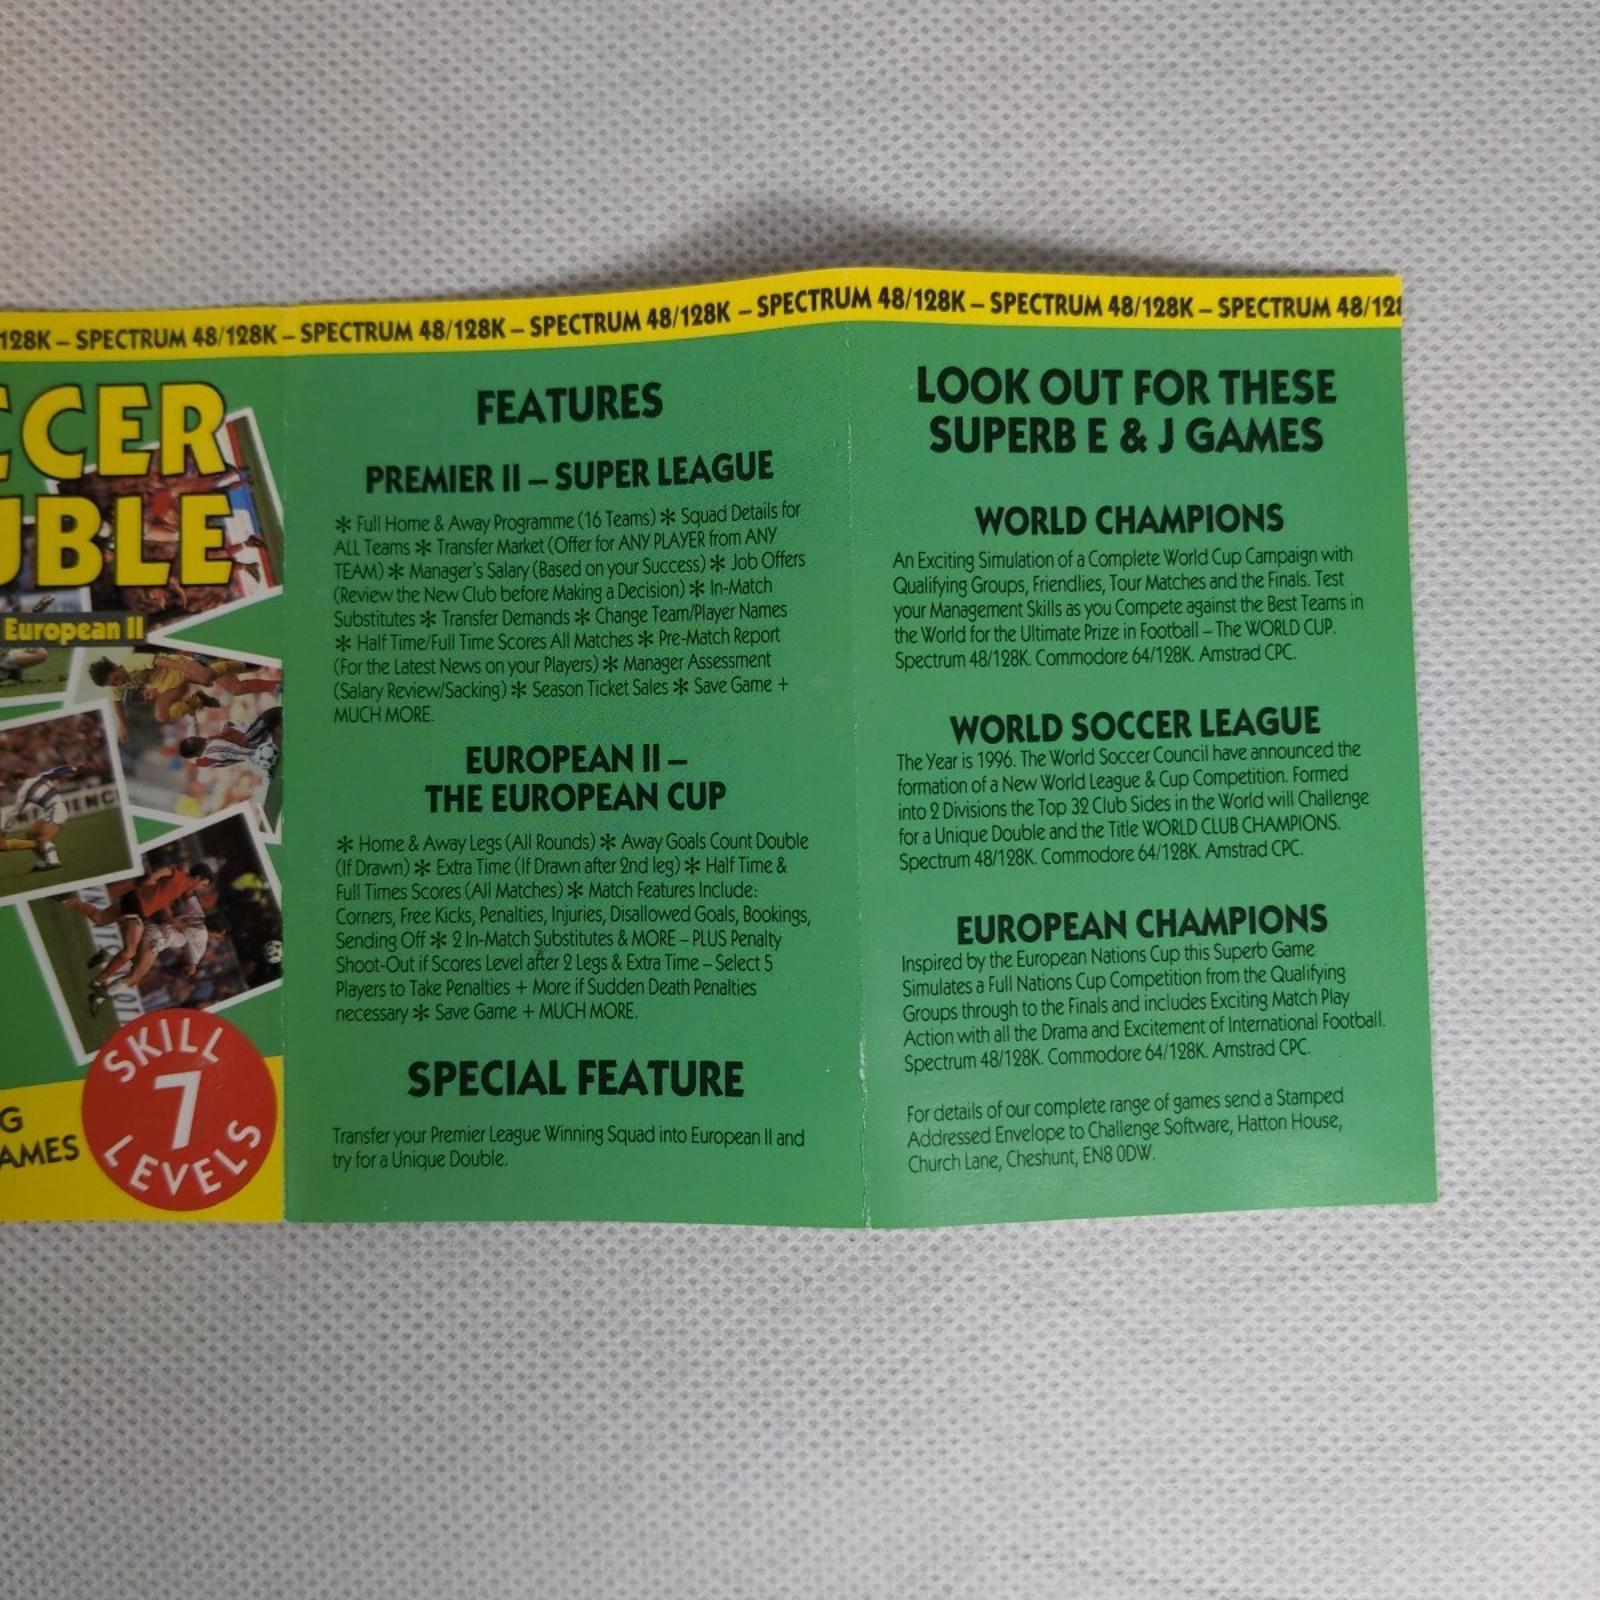 128K – SPECTRUM 48/128K – SPECTRUM 48/128K – SPECTRUM 48/128K – SPECTRUM 48/128K – SPECTRUM 48/128K – SPECTRUM 48/128
CCER
UBLE
European II
SKILL
7
LEVELS
G
AMES
FEATURES
PREMIER II – SUPER LEAGUE
✻ Full Home & Away Programme (16 Teams) ✻ Squad Details for
ALL Teams ✻ Transfer Market (Offer for ANY PLAYER from ANY
TEAM) ✻ Manager's Salary (Based on your Success) ✻ Job Offers
(Review the New Club before Making a Decision) ✻ In-Match
Substitutes ✻ Transfer Demands ✻ Change Team/Player Names
✻ Half Time/Full Time Scores All Matches ✻ Pre-Match Report
(For the Latest News on your Players) ✻ Manager Assessment
(Salary Review/Sacking) ✻ Season Ticket Sales ✻ Save Game +
MUCH MORE.
EUROPEAN II –
THE EUROPEAN CUP
✻ Home & Away Legs (All Rounds) ✻ Away Goals Count Double
(If Drawn) ✻ Extra Time (If Drawn after 2nd leg) ✻ Half Time &
Full Times Scores (All Matches) ✻ Match Features Include:
Corners, Free Kicks, Penalties, Injuries, Disallowed Goals, Bookings,
Sending Off ✻ 2 In-Match Substitutes & MORE – PLUS Penalty
Shoot-Out if Scores Level after 2 Legs & Extra Time – Select 5
Players to Take Penalties + More if Sudden Death Penalties
necessary ✻ Save Game + MUCH MORE.
SPECIAL FEATURE
Transfer your Premier League Winning Squad into European II and
try for a Unique Double.
LOOK OUT FOR THESE
SUPERB E & J GAMES
WORLD CHAMPIONS
An Exciting Simulation of a Complete World Cup Campaign with
Qualifying Groups, Friendlies, Tour Matches and the Finals. Test
your Management Skills as you Compete against the Best Teams in
the World for the Ultimate Prize in Football – The WORLD CUP.
Spectrum 48/128K. Commodore 64/128K. Amstrad CPC.
WORLD SOCCER LEAGUE
The Year is 1996. The World Soccer Council have announced the
formation of a New World League & Cup Competition. Formed
into 2 Divisions the Top 32 Club Sides in the World will Challenge
for a Unique Double and the Title WORLD CLUB CHAMPIONS.
Spectrum 48/128K. Commodore 64/128K. Amstrad CPC.
EUROPEAN CHAMPIONS
Inspired by the European Nations Cup this Superb Game
Simulates a Full Nations Cup Competition from the Qualifying
Groups through to the Finals and includes Exciting Match Play
Action with all the Drama and Excitement of International Football.
Spectrum 48/128K. Commodore 64/128K. Amstrad CPC.
For details of our complete range of games send a Stamped
Addressed Envelope to Challenge Software, Hatton House,
Church Lane, Cheshunt, EN8 0DW.